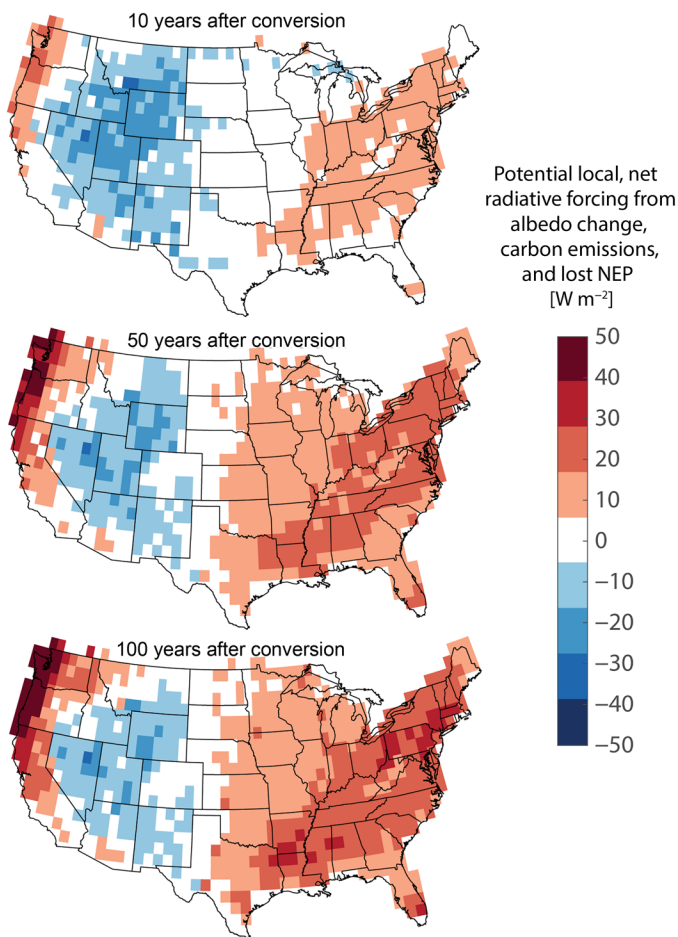 10 years after conversion
Potential local, net
radiative forcing from
albedo change,
carbon emissions,
and lost NEP
[W m⁻²]
50 years after conversion
50
40
30
20
10
0
−10
−20
−30
−40
−50
100 years after conversion